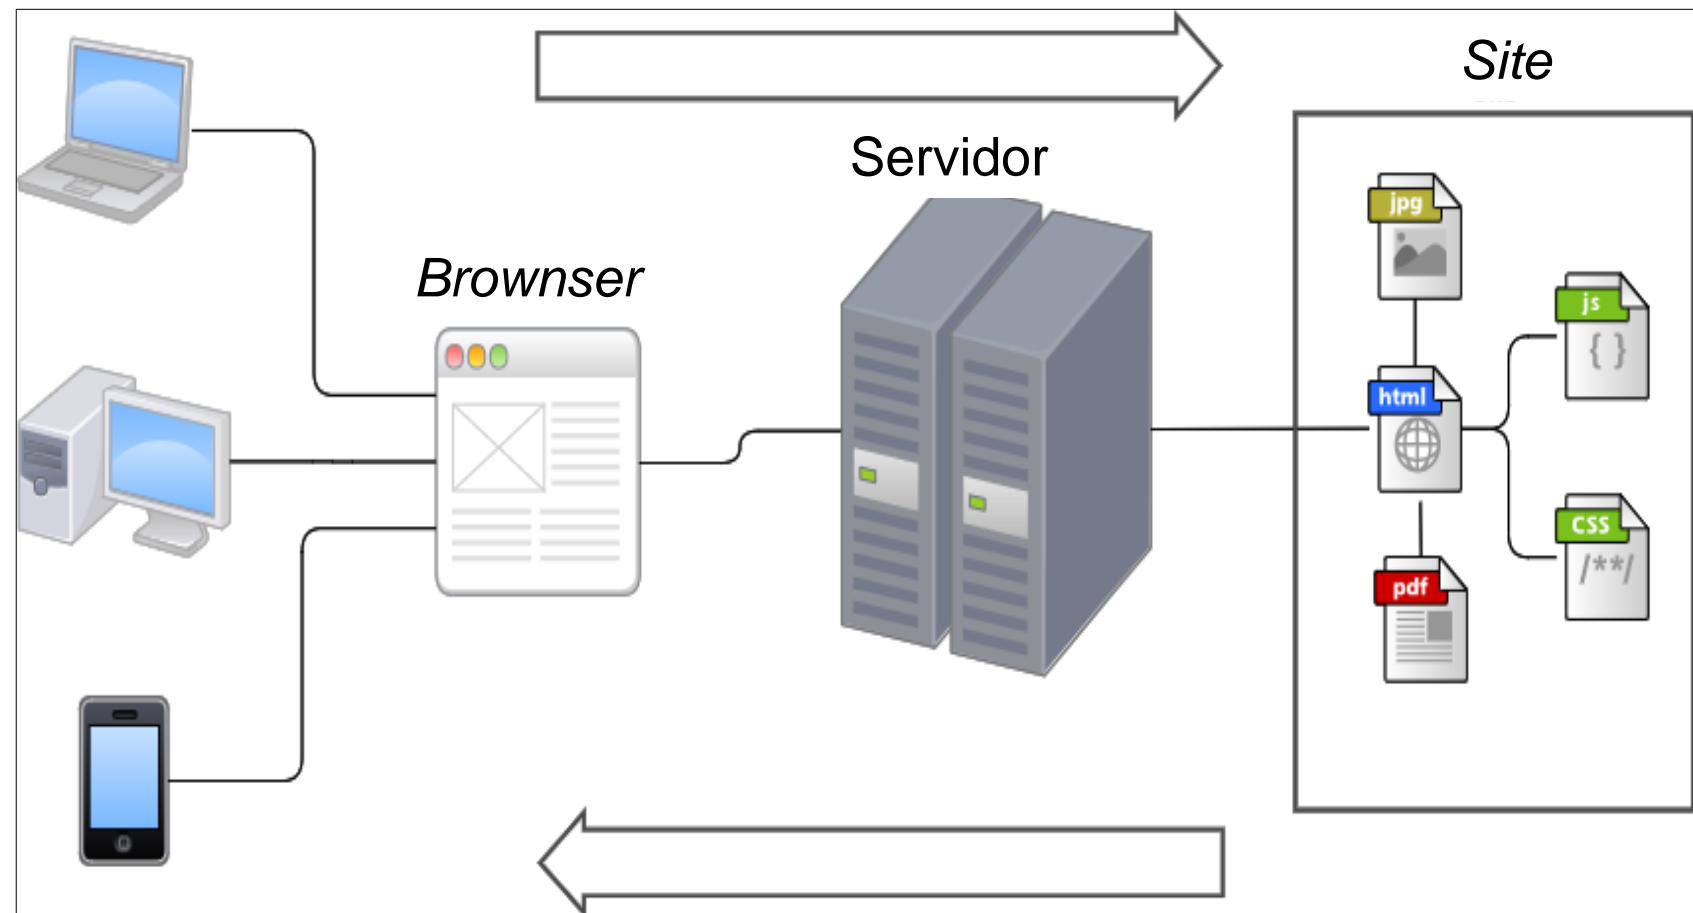 Site
Servidor
Brownser
jpg
js
{ }
html
css
/**/
pdf